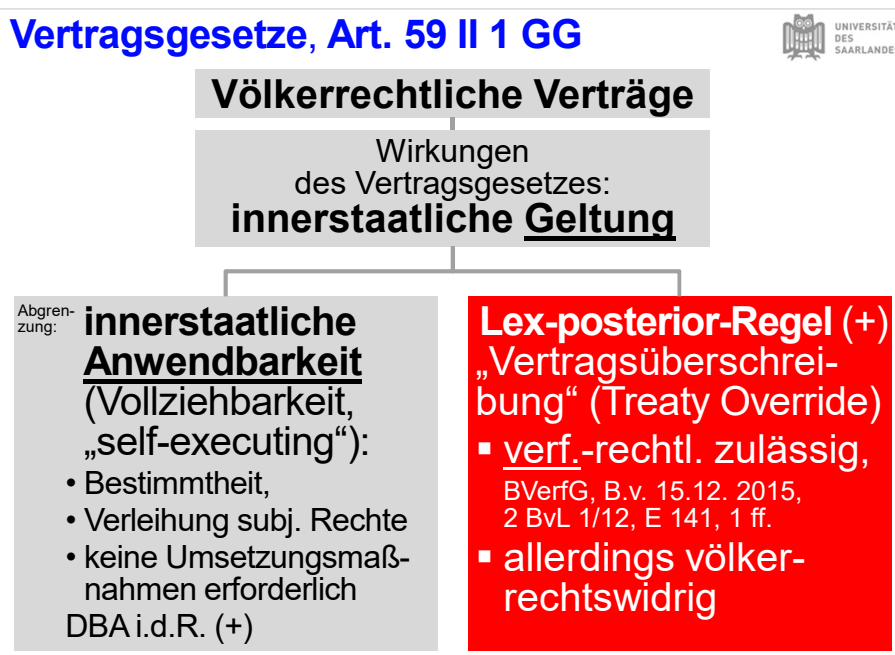 Vertragsgesetze, Art. 59 II 1 GG
UNIVERSITÄT
DES
SAARLANDE
Völkerrechtliche Verträge
Wirkungen
des Vertragsgesetzes:
innerstaatliche Geltung
Abgren-
zung:
innerstaatliche
Anwendbarkeit
(Vollziehbarkeit,
„self-executing“):
• Bestimmtheit,
• Verleihung subj. Rechte
• keine Umsetzungsmaß-
nahmen erforderlich
DBA i.d.R. (+)
Lex-posterior-Regel (+)
„Vertragsüberschrei-
bung“ (Treaty Override)
▪ verf.-rechtl. zulässig,
BVerfG, B.v. 15.12. 2015,
2 BvL 1/12, E 141, 1 ff.
▪ allerdings völker-
rechtswidrig